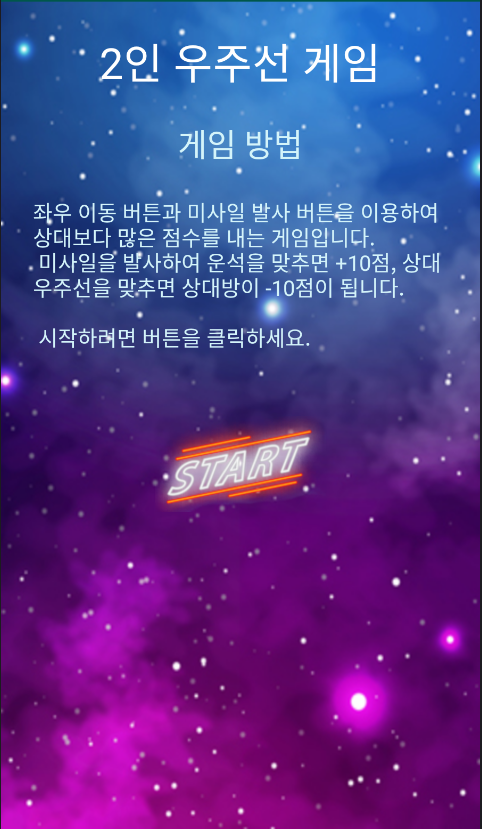 2인 우주선 게임
게임 방법
좌우 이동 버튼과 미사일 발사 버튼을 이용하여
상대보다 많은 점수를 내는 게임입니다.
미사일을 발사하여 운석을 맞추면 +10점, 상대
우주선을 맞추면 상대방이 -10점이 됩니다.
시작하려면 버튼을 클릭하세요.
START